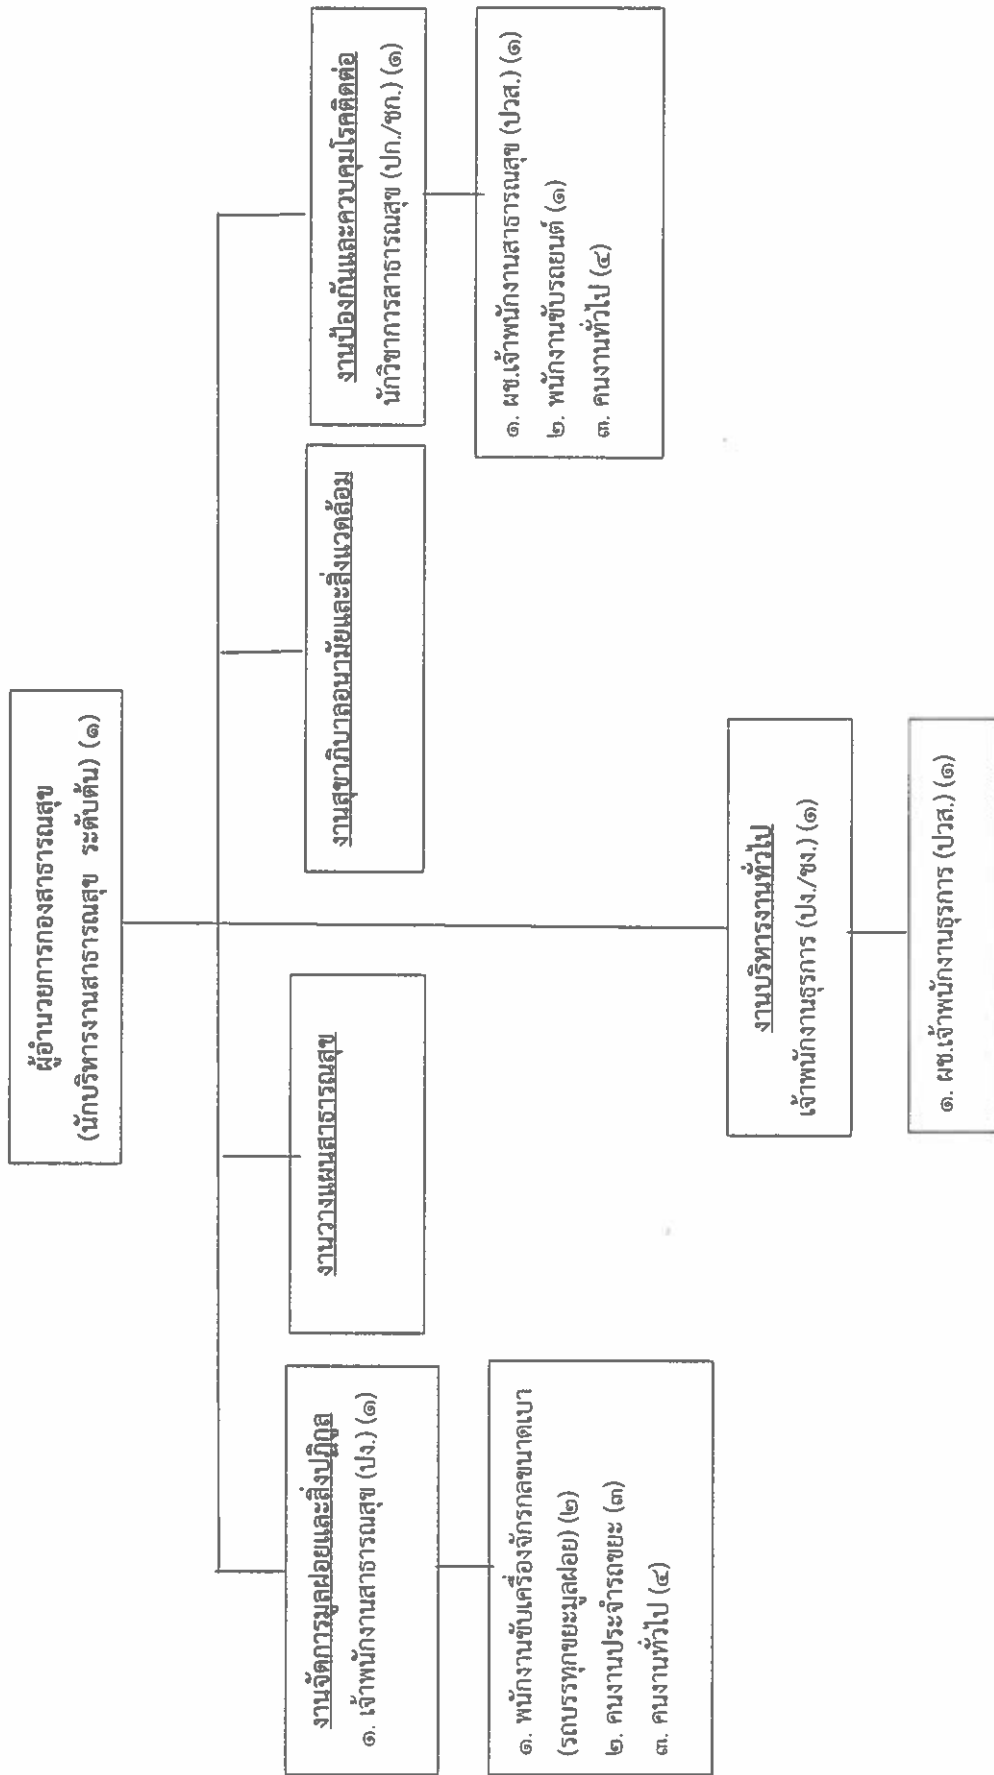 ผู้อำนวยการกองสาธารณสุข
(นักบริหารงานสาธารณสุข ระดับต้น) (๑)
งานจัดการมูลฝอยและสิ่งปฏิกูล
๑. เจ้าพนักงานสาธารณสุข (ปง.) (๑)
๑. พนักงานขับเครื่องจักรกลขนาดเบา
(รถบรรทุกขยะมูลฝอย) (๒)
๒. คนงานประจำรถขยะ (๓)
๓. คนงานทั่วไป (๔)
งานวางแผนสาธารณสุข
งานสุขาภิบาลอนามัยและสิ่งแวดล้อม
งานป้องกันและควบคุมโรคติดต่อ
นักวิชาการสาธารณสุข (ปก./ชก.) (๑)
๑. ผช.เจ้าพนักงานสาธารณสุข (ปวส.) (๑)
๒. พนักงานขับรถยนต์ (๑)
๓. คนงานทั่วไป (๔)
งานบริหารงานทั่วไป
เจ้าพนักงานธุรการ (ปง./ชง.) (๑)
๑. ผช.เจ้าพนักงานธุรการ (ปวส.) (๑)